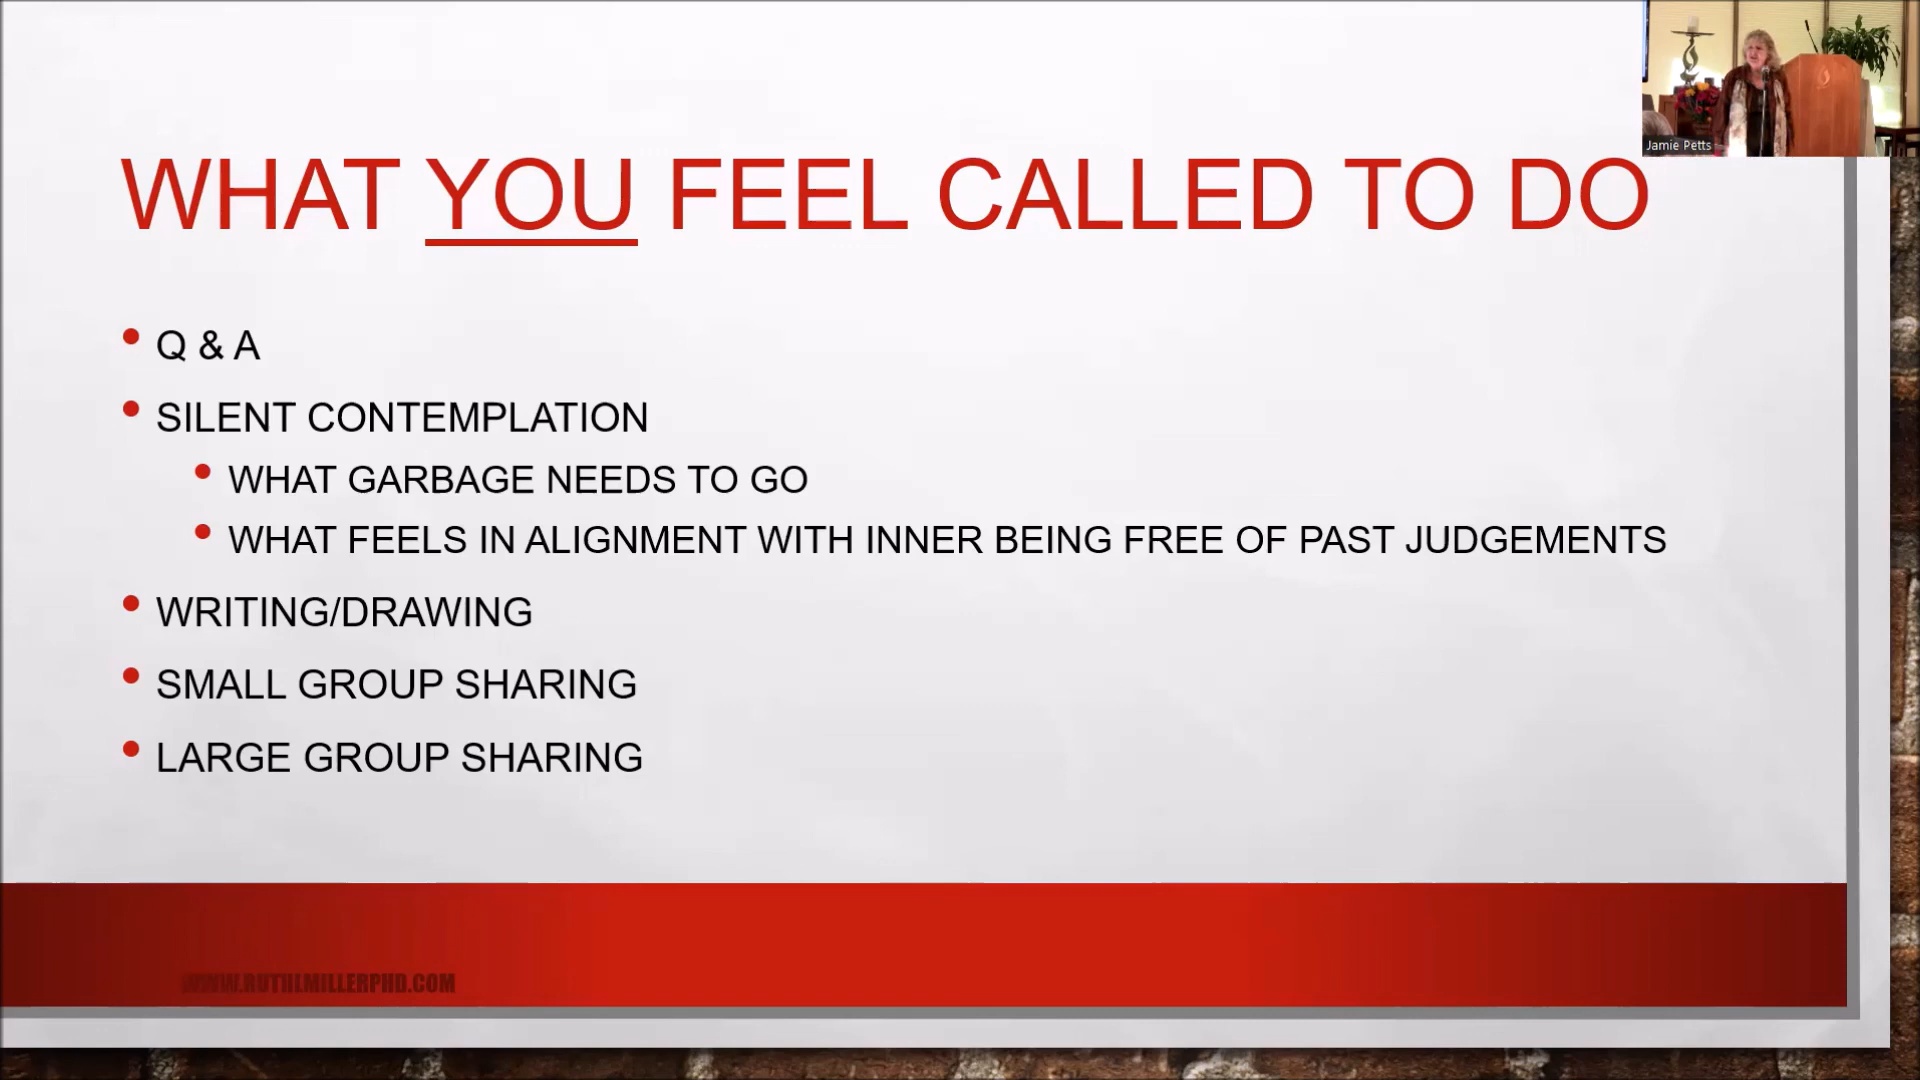 Jamie Petts
WHAT YOU FEEL CALLED TO DO
• Q & A
• SILENT CONTEMPLATION
• WHAT GARBAGE NEEDS TO GO
• WHAT FEELS IN ALIGNMENT WITH INNER BEING FREE OF PAST JUDGEMENTS
• WRITING/DRAWING
• SMALL GROUP SHARING
• LARGE GROUP SHARING
WWW.RUTHLMILLERPHD.COM